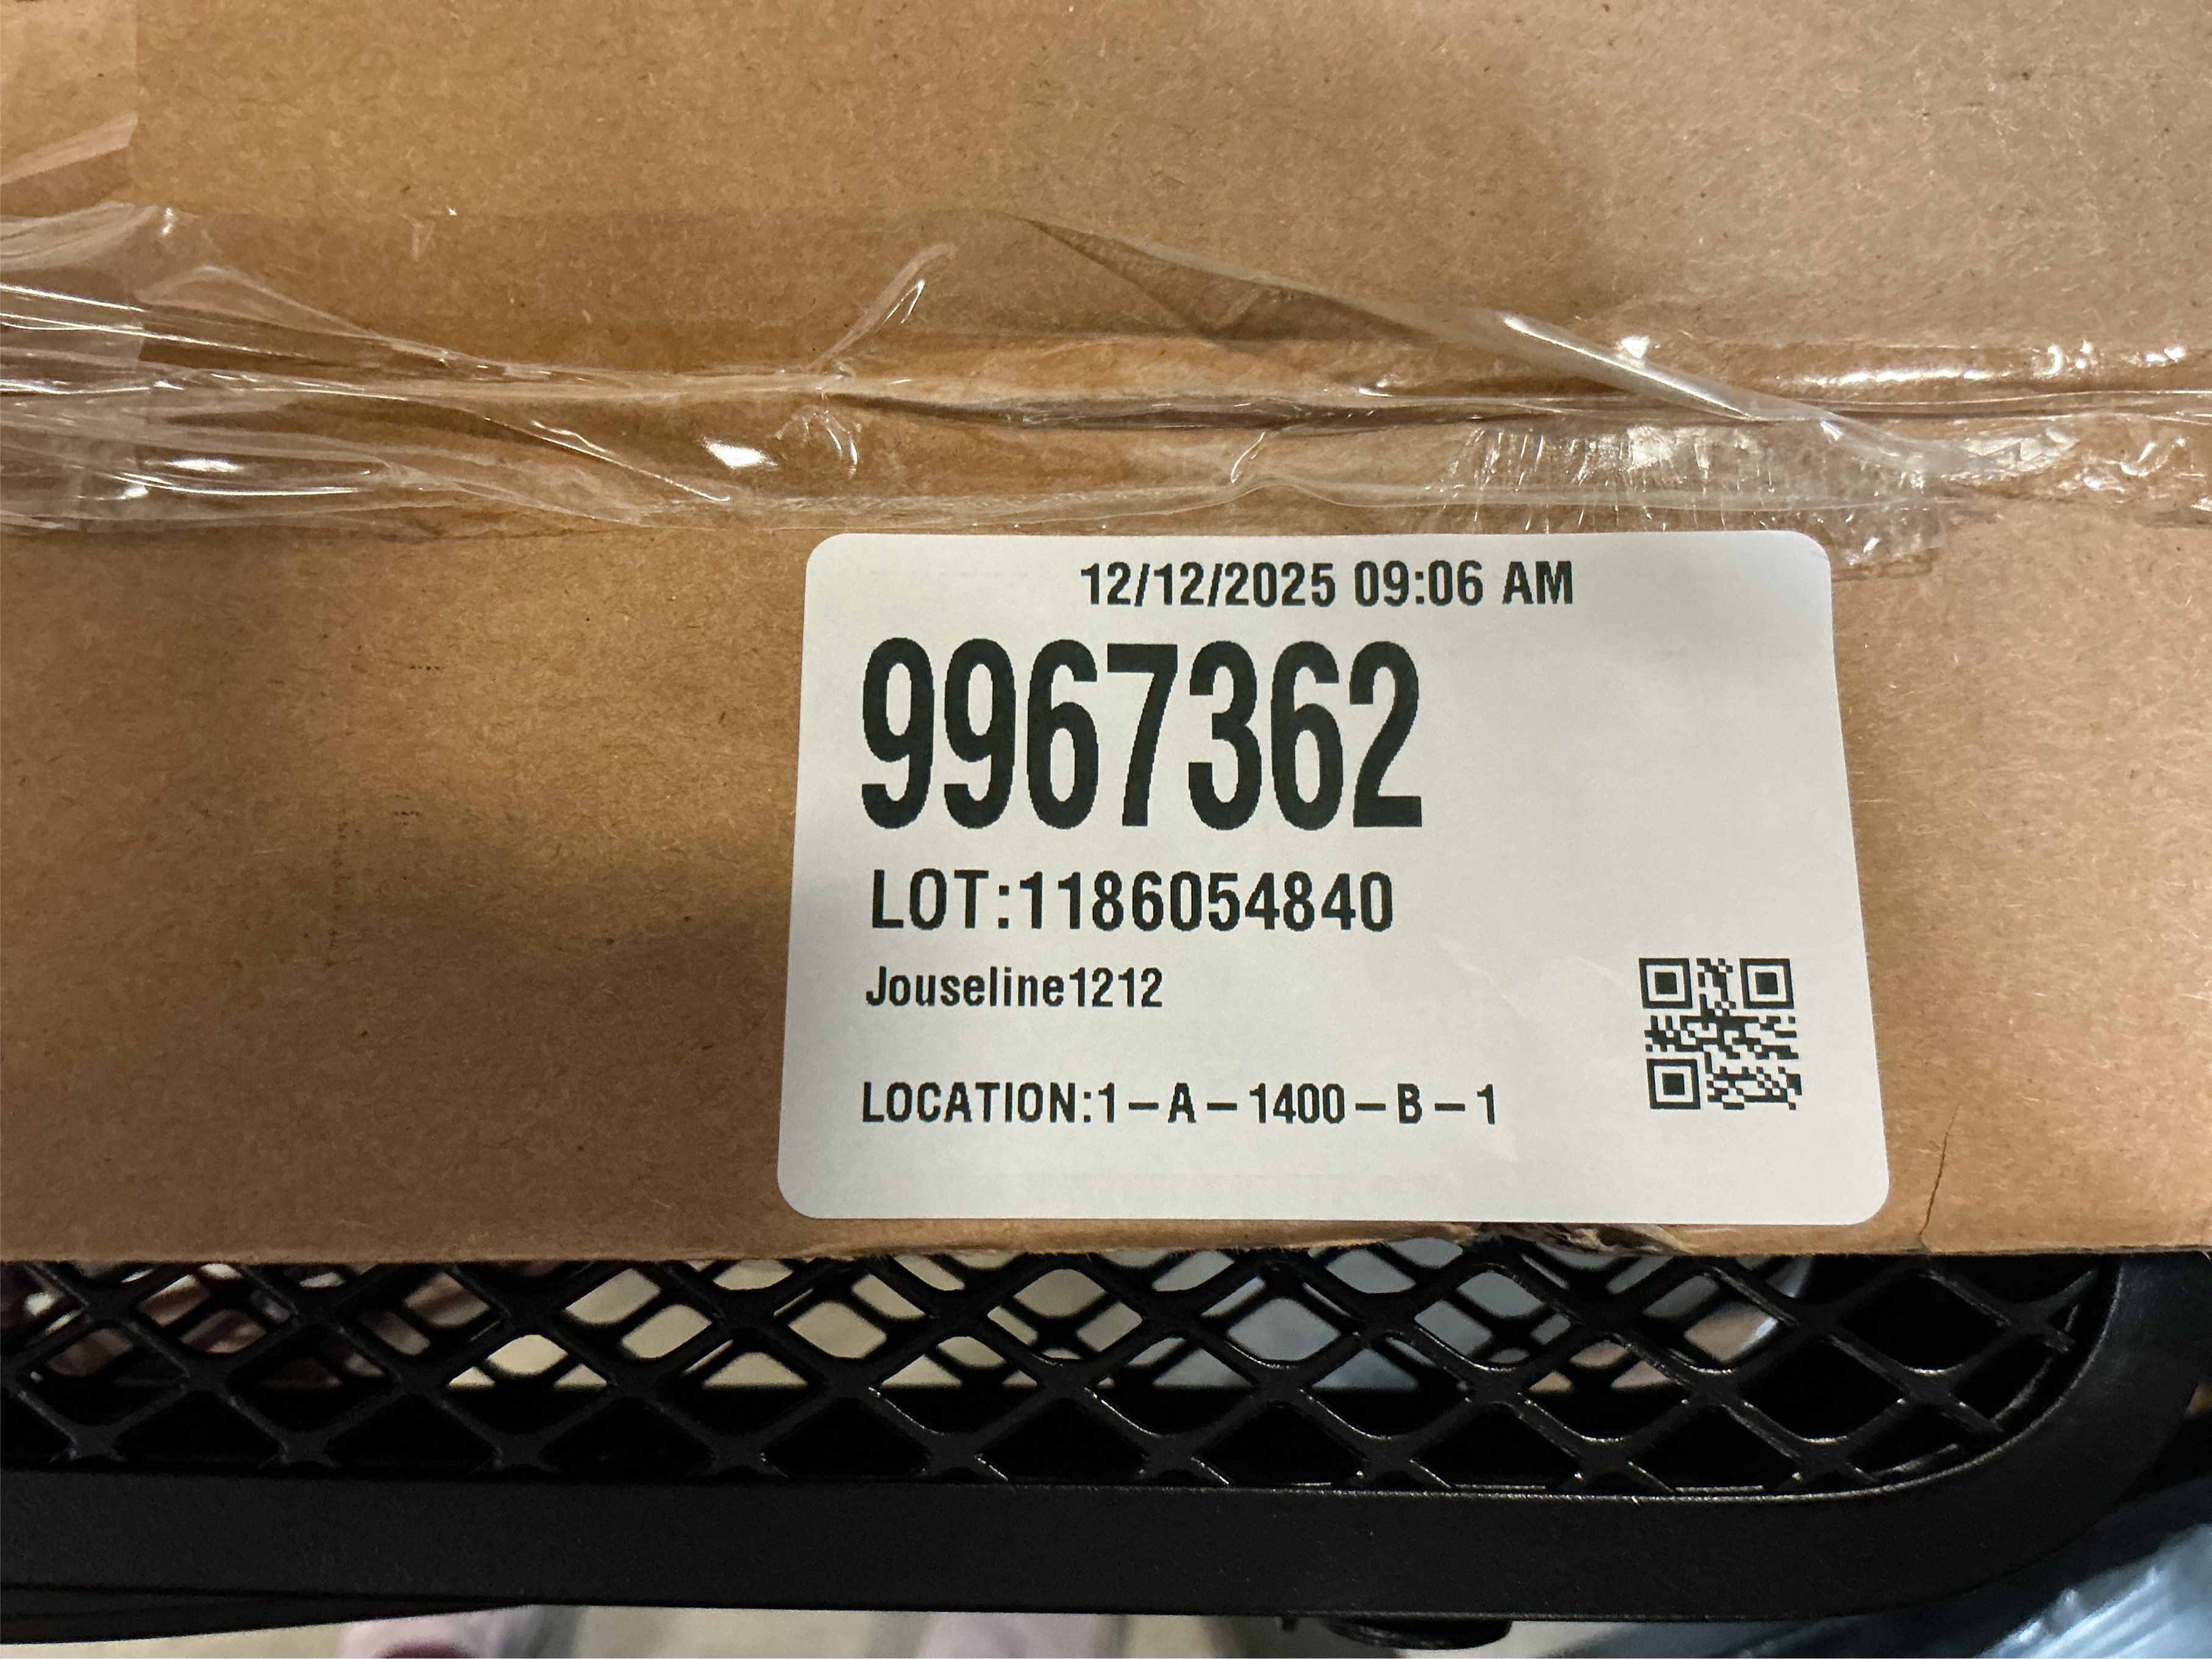 12/12/2025 09:06 AM
9967362
LOT:1186054840
Jouseline1212
LOCATION:1-A-1400-B-1